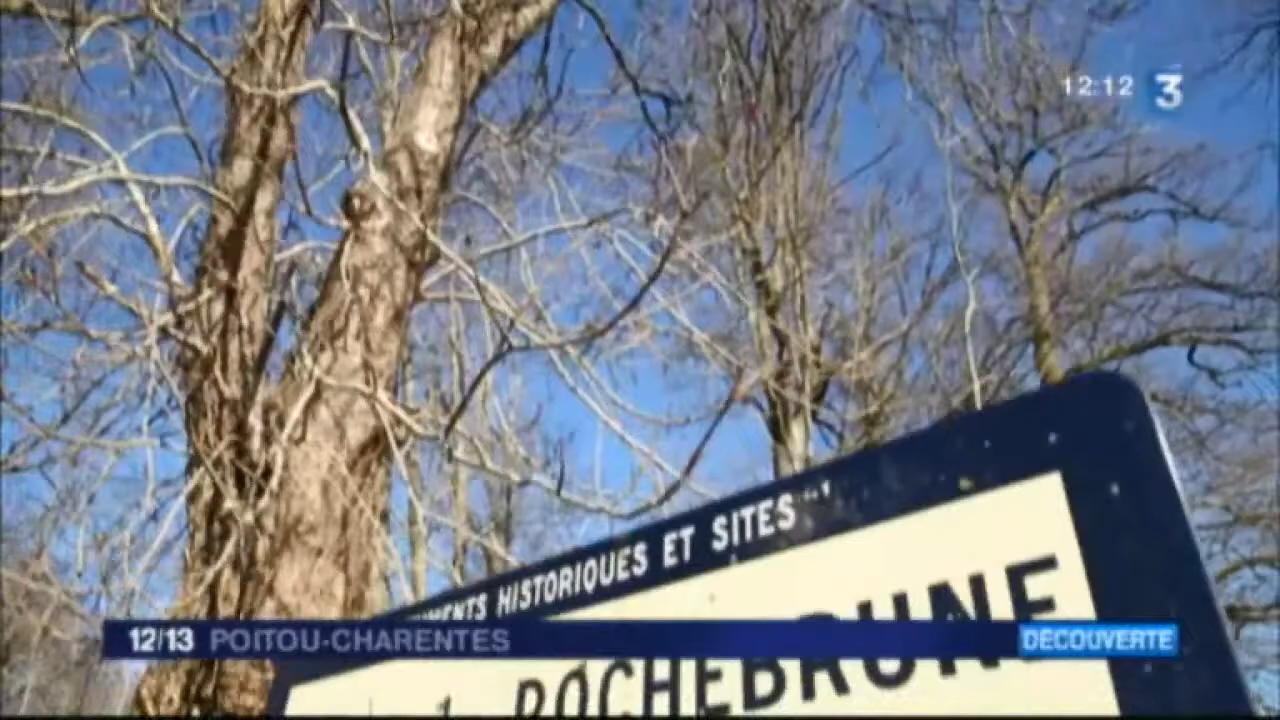 12:12 3
HISTORIQUES ET SITES
ROCHEBRUNE
12/13 POITOU-CHARENTES
DÉCOUVERTE